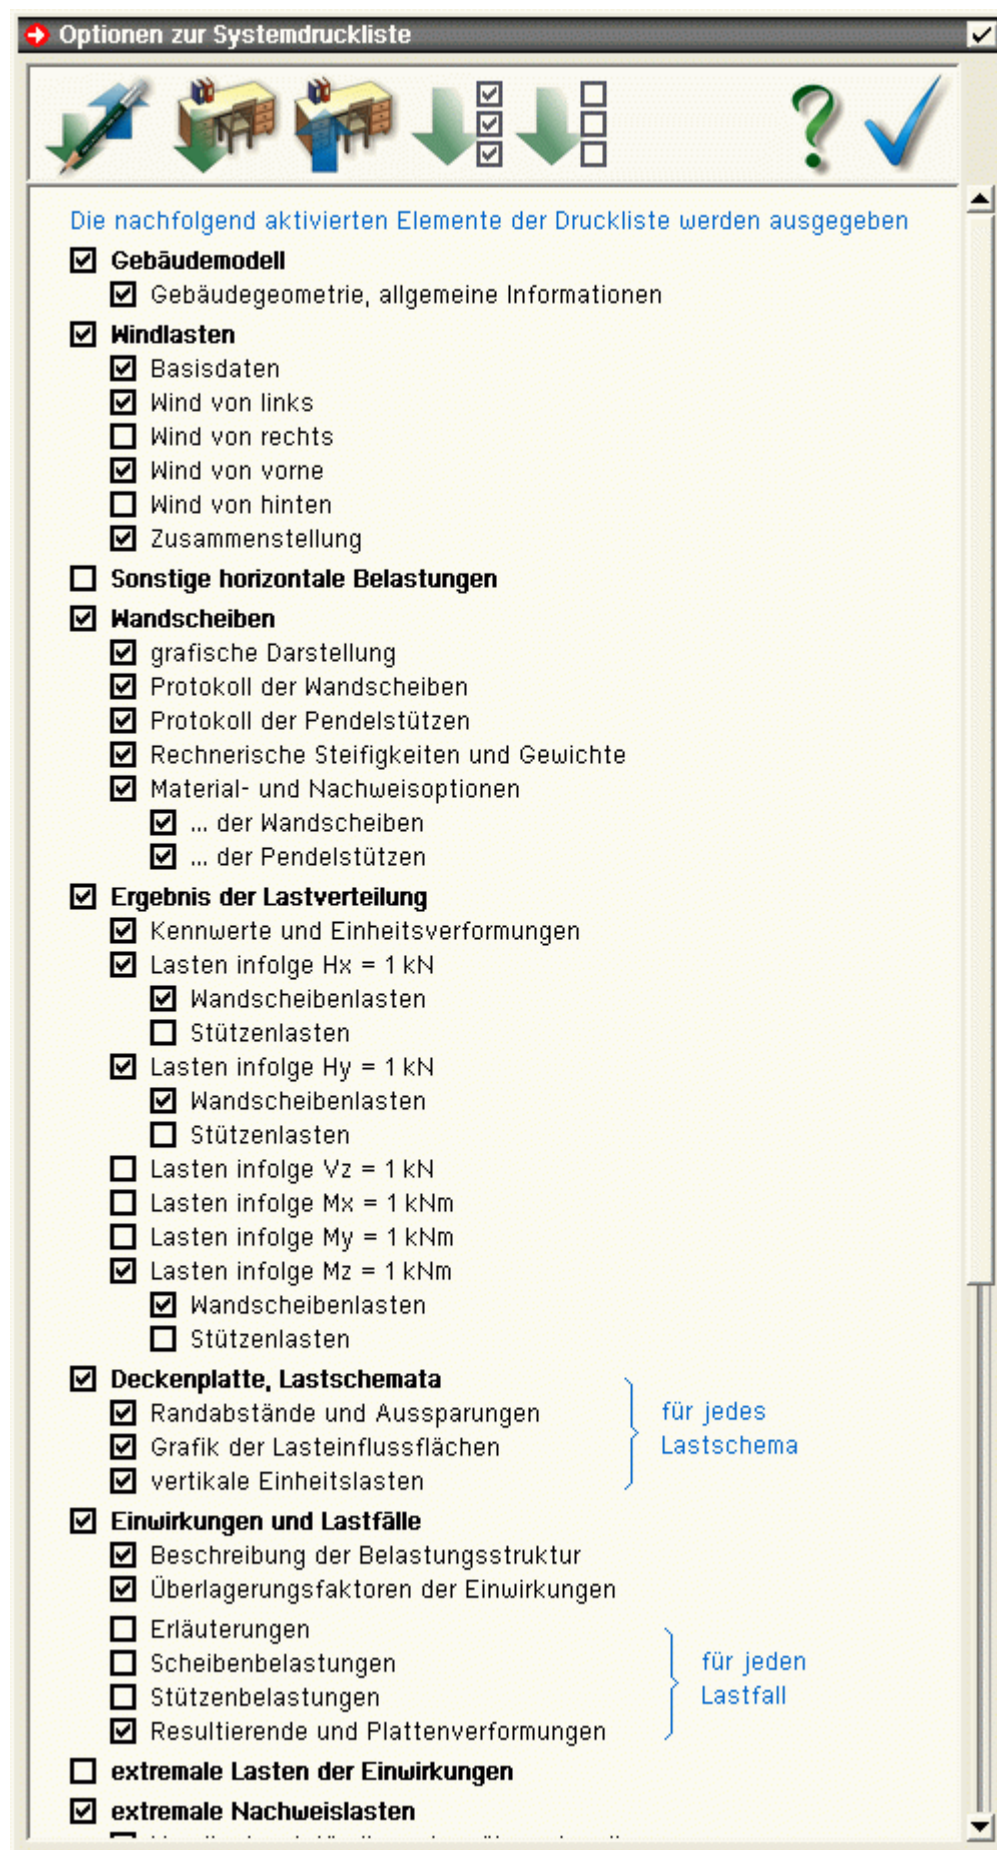 Optionen zur Systemdruckliste
Die nachfolgend aktivierten Elemente der Druckliste werden ausgegeben
Gebäudemodell
Gebäudegeometrie, allgemeine Informationen
Windlasten
Basisdaten
Wind von links
Wind von rechts
Wind von vorne
Wind von hinten
Zusammenstellung
Sonstige horizontale Belastungen
Wandscheiben
grafische Darstellung
Protokoll der Wandscheiben
Protokoll der Pendelstützen
Rechnerische Steifigkeiten und Gewichte
Material- und Nachweisoptionen
... der Wandscheiben
... der Pendelstützen
Ergebnis der Lastverteilung
Kennwerte und Einheitsverformungen
Lasten infolge Hx = 1 kN
Wandscheibenlasten
Stützenlasten
Lasten infolge Hy = 1 kN
Wandscheibenlasten
Stützenlasten
Lasten infolge Vz = 1 kN
Lasten infolge Mx = 1 kNm
Lasten infolge My = 1 kNm
Lasten infolge Mz = 1 kNm
Wandscheibenlasten
Stützenlasten
Deckenplatte, Lastschemata
Randabstände und Aussparungen
Grafik der Lasteinflussflächen
vertikale Einheitslasten
für jedes
Lastschema
Einwirkungen und Lastfälle
Beschreibung der Belastungsstruktur
Überlagerungsfaktoren der Einwirkungen
Erläuterungen
Scheibenbelastungen
Stützenbelastungen
Resultierende und Plattenverformungen
für jeden
Lastfall
extremale Lasten der Einwirkungen
extremale Nachweislasten